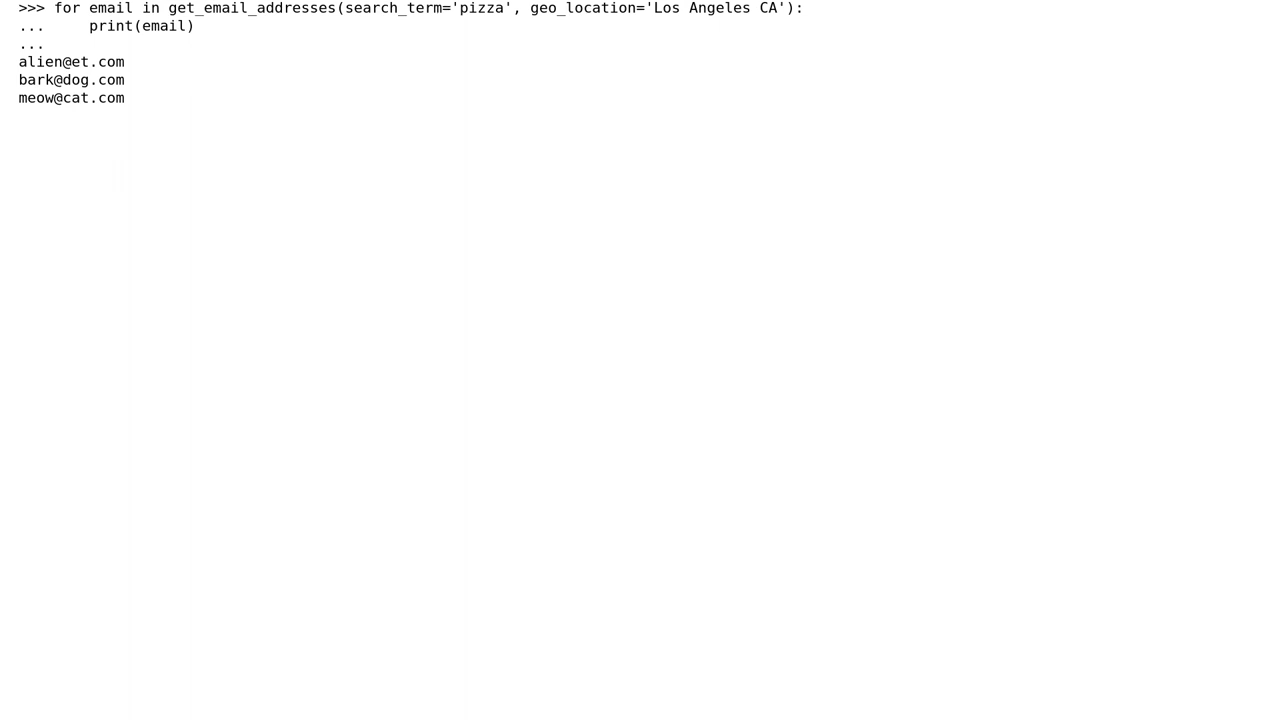 >>> for email in get_email_addresses(search_term='pizza', geo_location='Los Angeles CA'):
...     print(email)
...
alien@et.com
bark@dog.com
meow@cat.com